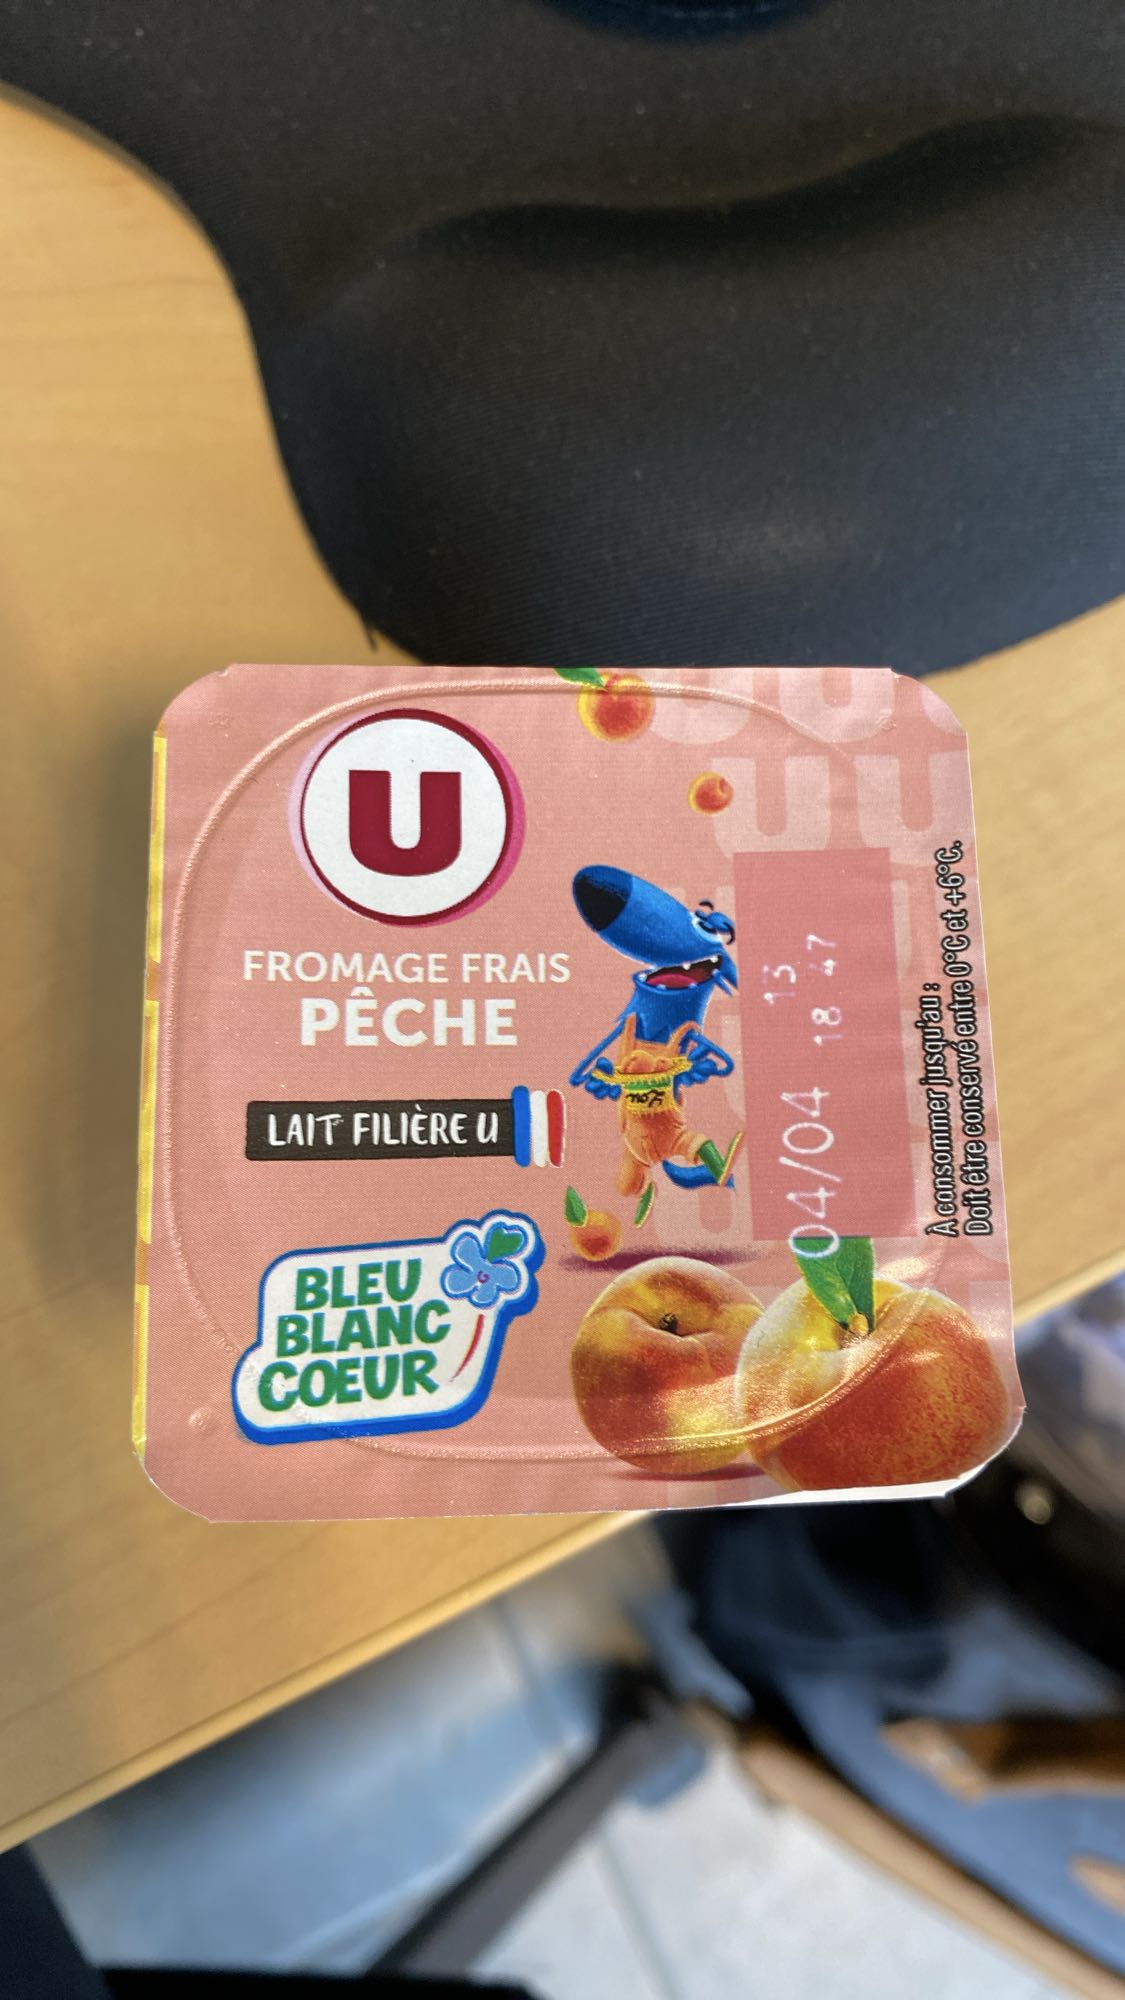 U
FROMAGE FRAIS
PÊCHE
LAIT FILIÈRE U
BLEU
BLANC
COEUR
Lou
04/04 13
18 47
À consommer jusqu'au :
Doit être conservé entre 0°C et +6°C.